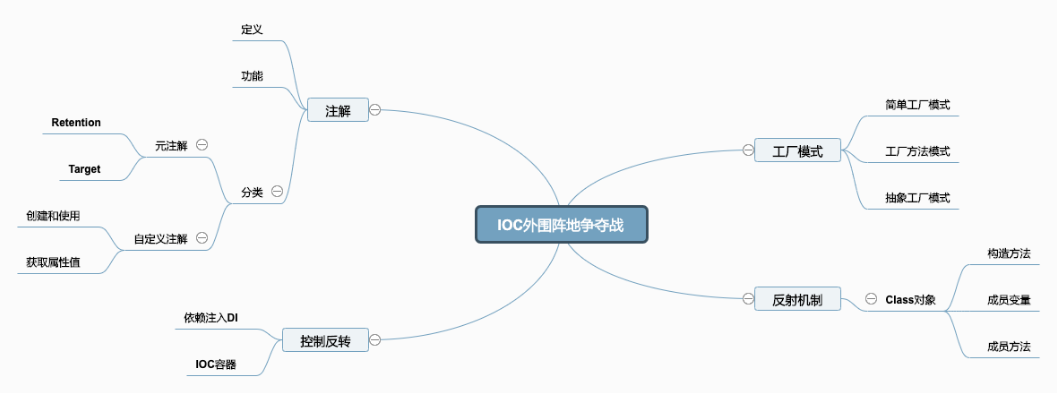 IOC外围阵地争夺战
工厂模式
简单工厂模式
工厂方法模式
抽象工厂模式
反射机制
Class对象
构造方法
成员变量
成员方法
注解
定义
功能
分类
元注解
Retention
Target
自定义注解
创建和使用
获取属性值
控制反转
依赖注入DI
IOC容器